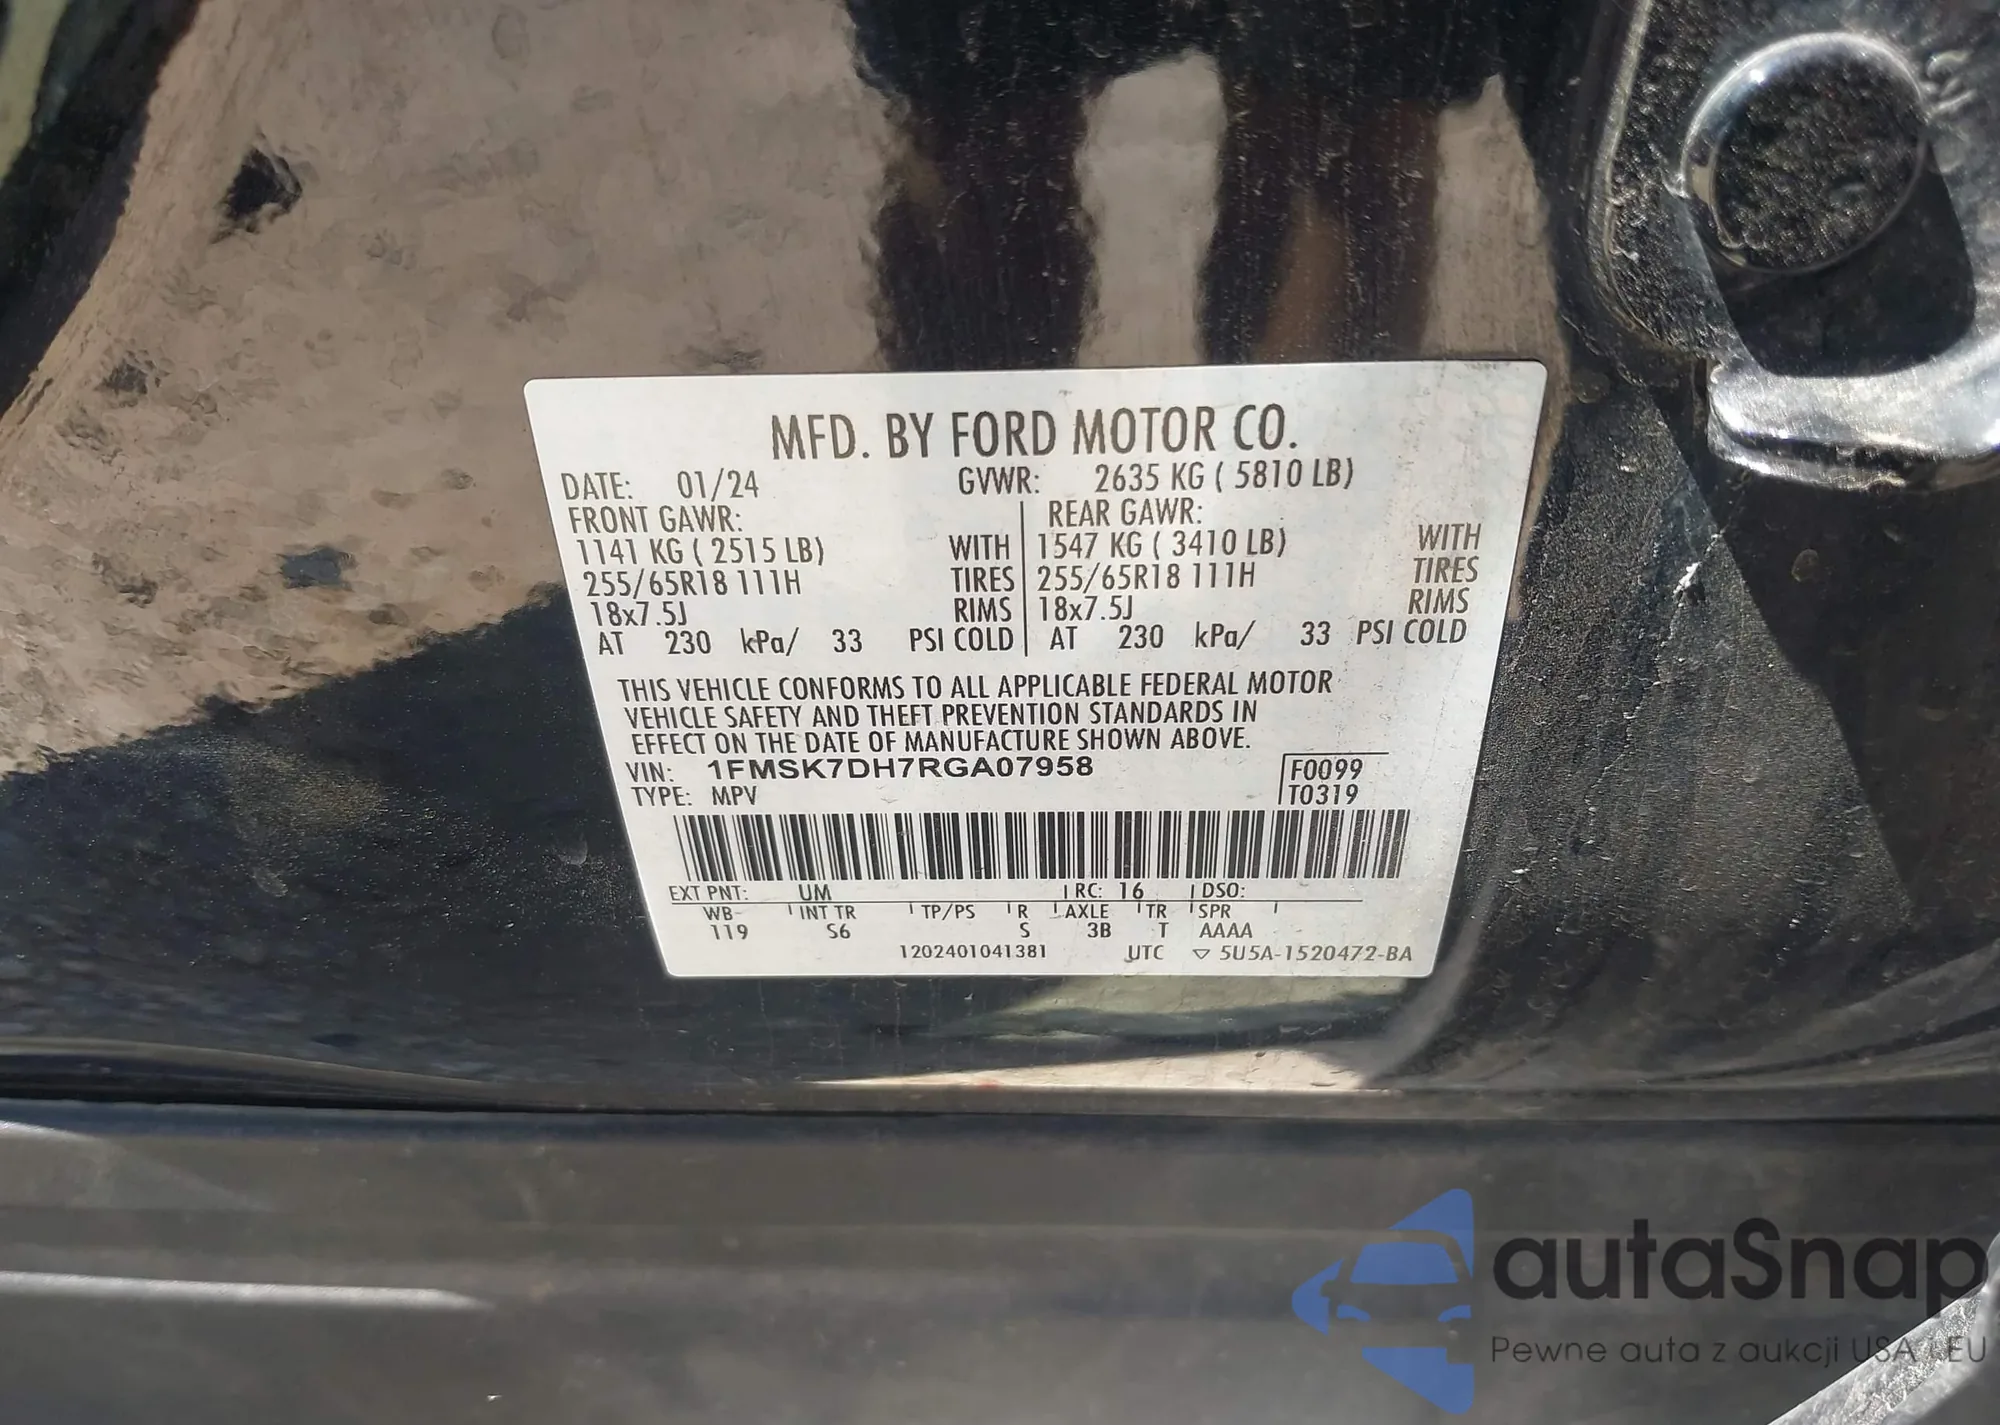 MFD. BY FORD MOTOR CO.
DATE: 01/24 GVWR: 2635 KG ( 5810 LB)
FRONT GAWR: REAR GAWR:
1141 KG ( 2515 LB) WITH 1547 KG ( 3410 LB) WITH
255/65R18 111H TIRES 255/65R18 111H TIRES
18x7.5J RIMS 18x7.5J RIMS
AT 230 kPa/ 33 PSI COLD AT 230 kPa/ 33 PSI COLD
THIS VEHICLE CONFORMS TO ALL APPLICABLE FEDERAL MOTOR
VEHICLE SAFETY AND THEFT PREVENTION STANDARDS IN
EFFECT ON THE DATE OF MANUFACTURE SHOWN ABOVE.
VIN: 1FMSK7DH7RGA07958 F0099
TYPE: MPV T0319
EXT PNT: UM RC: 16 DSO:
WB INT TR TP/PS R AXLE TR SPR
119 S6 S 3B T AAAA
1202401041381 UTC ▽ 5U5A-1520472-BA
autaSnap
Pewne auta z aukcji USA i EU